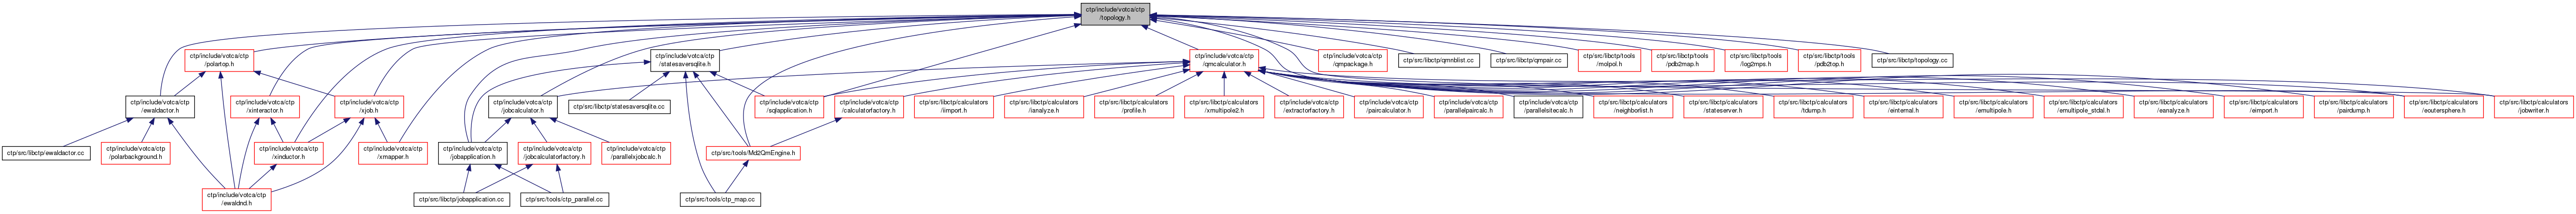 ctp/include/votca/ctp
/topology.h
ctp/include/votca/ctp
/polartop.h
ctp/include/votca/ctp
/statesaversqlite.h
ctp/include/votca/ctp
/qmcalculator.h
ctp/include/votca/ctp
/qmpackage.h
ctp/src/libctp/qmnblist.cc
ctp/src/libctp/qmpair.cc
ctp/src/libctp/tools
/molpol.h
ctp/src/libctp/tools
/pdb2map.h
ctp/src/libctp/tools
/log2mps.h
ctp/src/libctp/tools
/pdb2top.h
ctp/src/libctp/topology.cc
ctp/include/votca/ctp
/ewaldactor.h
ctp/include/votca/ctp
/xinteractor.h
ctp/include/votca/ctp
/xjob.h
ctp/include/votca/ctp
/jobcalculator.h
ctp/src/libctp/statesaversqlite.cc
ctp/include/votca/ctp
/sqlapplication.h
ctp/include/votca/ctp
/calculatorfactory.h
ctp/src/libctp/calculators
/iimport.h
ctp/src/libctp/calculators
/ianalyze.h
ctp/src/libctp/calculators
/profile.h
ctp/src/libctp/calculators
/xmultipole2.h
ctp/include/votca/ctp
/extractorfactory.h
ctp/include/votca/ctp
/paircalculator.h
ctp/include/votca/ctp
/parallelpaircalc.h
ctp/include/votca/ctp
/parallelsitecalc.h
ctp/src/libctp/calculators
/neighborlist.h
ctp/src/libctp/calculators
/stateserver.h
ctp/src/libctp/calculators
/tdump.h
ctp/src/libctp/calculators
/einternal.h
ctp/src/libctp/calculators
/emultipole.h
ctp/src/libctp/calculators
/emultipole_stdal.h
ctp/src/libctp/calculators
/eanalyze.h
ctp/src/libctp/calculators
/eimport.h
ctp/src/libctp/calculators
/pairdump.h
ctp/src/libctp/calculators
/eoutersphere.h
ctp/src/libctp/calculators
/jobwriter.h
ctp/src/libctp/ewaldactor.cc
ctp/include/votca/ctp
/polarbackground.h
ctp/include/votca/ctp
/xinductor.h
ctp/include/votca/ctp
/xmapper.h
ctp/include/votca/ctp
/jobapplication.h
ctp/include/votca/ctp
/jobcalculatorfactory.h
ctp/include/votca/ctp
/parallelxjobcalc.h
ctp/src/tools/Md2QmEngine.h
ctp/include/votca/ctp
/ewaldnd.h
ctp/src/libctp/jobapplication.cc
ctp/src/tools/ctp_parallel.cc
ctp/src/tools/ctp_map.cc